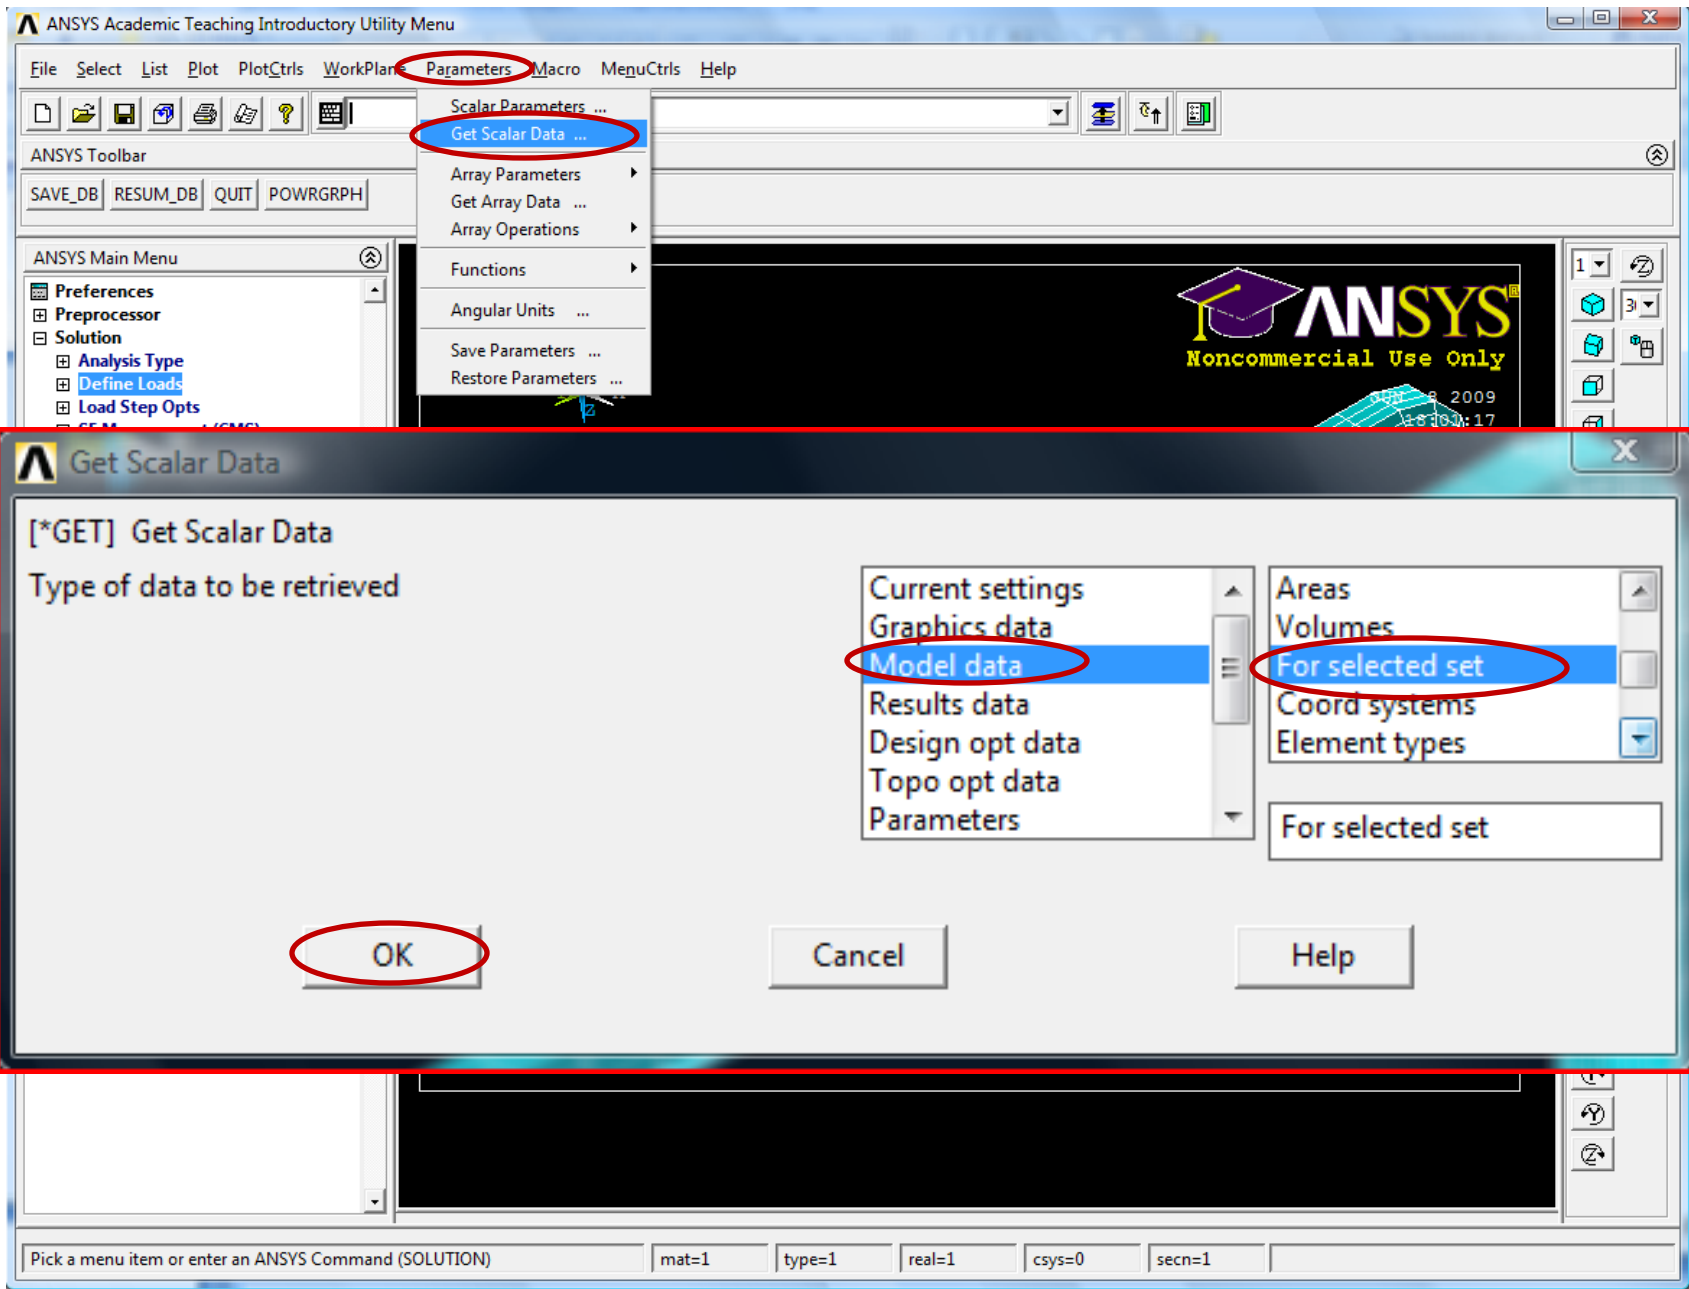 ANSYS Academic Teaching Introductory Utility Menu
File Select List Plot PlotCtrls WorkPlane Parameters Macro MenuCtrls Help
Scalar Parameters ...
Get Scalar Data ...
Array Parameters
Get Array Data ...
Array Operations
Functions
Angular Units ...
Save Parameters ...
Restore Parameters ...
ANSYS Toolbar
SAVE_DB RESUM_DB QUIT POWRGRPH
ANSYS Main Menu
Preferences
Preprocessor
Solution
Analysis Type
Define Loads
Load Step Opts
ANSYS®
Noncommercial Use Only
JUN 8 2009
18:01:17
Z
1
Get Scalar Data
[*GET] Get Scalar Data
Type of data to be retrieved
Current settings
Graphics data
Model data
Results data
Design opt data
Topo opt data
Parameters
Areas
Volumes
For selected set
Coord systems
Element types
For selected set
OK Cancel Help
Pick a menu item or enter an ANSYS Command (SOLUTION) mat=1 type=1 real=1 csys=0 secn=1